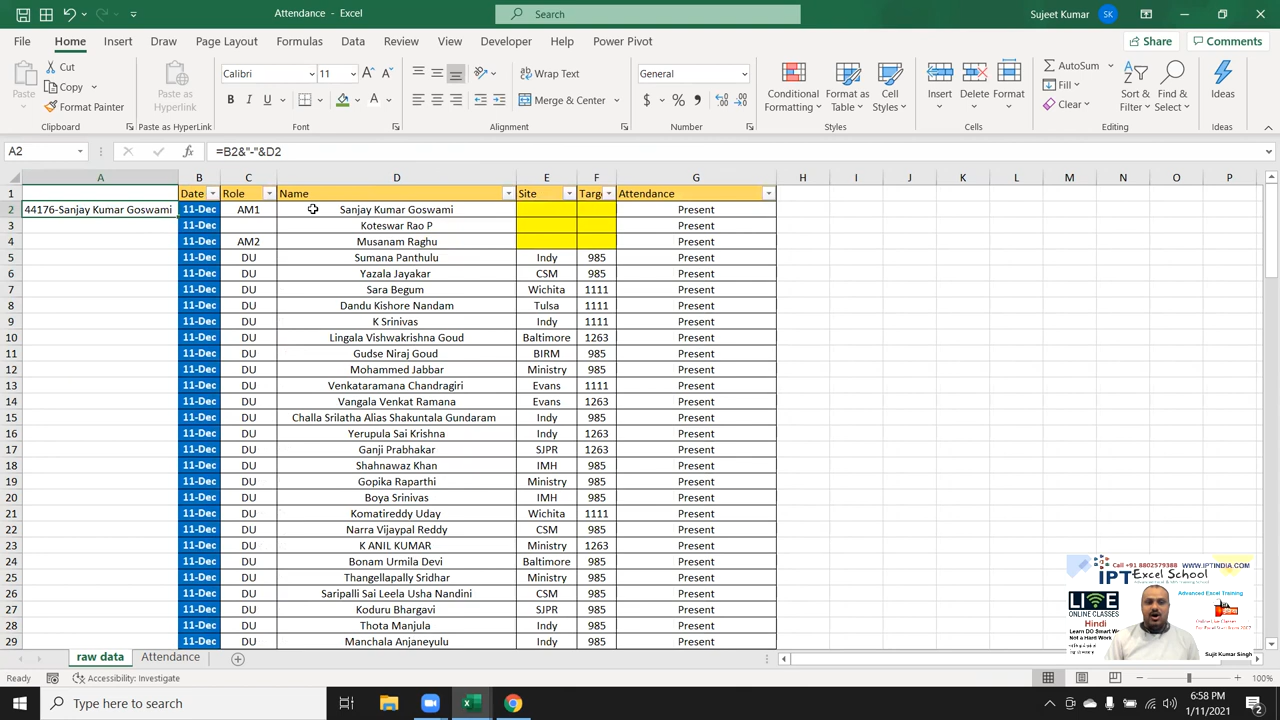 Attendance - Excel
Search
Sujeet Kumar SK
File Home Insert Draw Page Layout Formulas Data Review View Developer Help Power Pivot Share Comments
Paste Cut Copy Format Painter Clipboard
Paste as Hyperlink
Paste as HyperLink
Calibri 11 B I U Font
Wrap Text Merge & Center Alignment
General $ % Number
Conditional Formatting Format as Table Cell Styles Styles
Insert Delete Format Cells
AutoSum Fill Clear Sort & Filter Find & Select Editing
Ideas
Ideas
A2 fx =B2&"-"&D2
A B C D E F G H I J K L M N O P
1 Date Role Name Site Targ Attendance
2 44176-Sanjay Kumar Goswami 11-Dec AM1 Sanjay Kumar Goswami Present
3 11-Dec Koteswar Rao P Present
4 11-Dec AM2 Musanam Raghu Present
5 11-Dec DU Sumana Panthulu Indy 985 Present
6 11-Dec DU Yazala Jayakar CSM 985 Present
7 11-Dec DU Sara Begum Wichita 1111 Present
8 11-Dec DU Dandu Kishore Nandam Tulsa 1111 Present
9 11-Dec DU K Srinivas Indy 1111 Present
10 11-Dec DU Lingala Vishwakrishna Goud Baltimore 1263 Present
11 11-Dec DU Gudse Niraj Goud BIRM 985 Present
12 11-Dec DU Mohammed Jabbar Ministry 985 Present
13 11-Dec DU Venkataramana Chandragiri Evans 1111 Present
14 11-Dec DU Vangala Venkat Ramana Evans 1263 Present
15 11-Dec DU Challa Srilatha Alias Shakuntala Gundaram Indy 985 Present
16 11-Dec DU Yerupula Sai Krishna Indy 1263 Present
17 11-Dec DU Ganji Prabhakar SJPR 1263 Present
18 11-Dec DU Shahnawaz Khan IMH 985 Present
19 11-Dec DU Gopika Raparthi Ministry 985 Present
20 11-Dec DU Boya Srinivas IMH 985 Present
21 11-Dec DU Komatireddy Uday Wichita 1111 Present
22 11-Dec DU Narra Vijaypal Reddy CSM 985 Present
23 11-Dec DU K ANIL KUMAR Ministry 1263 Present
24 11-Dec DU Bonam Urmila Devi Baltimore 985 Present
25 11-Dec DU Thangellapally Sridhar Ministry 985 Present
26 11-Dec DU Saripalli Sai Leela Usha Nandini CSM 985 Present
27 11-Dec DU Koduru Bhargavi SJPR 985 Present
28 11-Dec DU Thota Manjula Indy 985 Present
29 11-Dec DU Manchala Anjaneyulu Indy 985 Present
Call +91 8802579388 WWW.IPTINDIA.COM
IPT Excel School
LIVE
ONLINE CLASSES
Hindi
Advanced Excel Training
Sujit Kumar Singh
raw data Attendance
Ready Accessibility: Investigate 100%
Type here to search
6:58 PM
1/11/2021
2